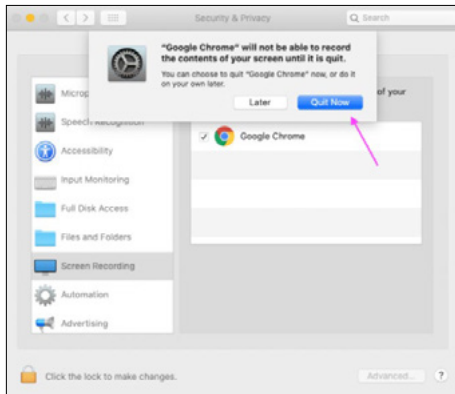 Security & Privacy
Search
"Google Chrome" will not be able to record
the contents of your screen until it is quit.
You can choose to quit "Google Chrome" now, or do it
on your own later.
Later
Quit Now
of your
Speech Recognition
Google Chrome
Accessibility
Input Monitoring
Full Disk Access
Files and Folders
Screen Recording
Automation
Advertising
Click the lock to make changes.
Advanced...
?